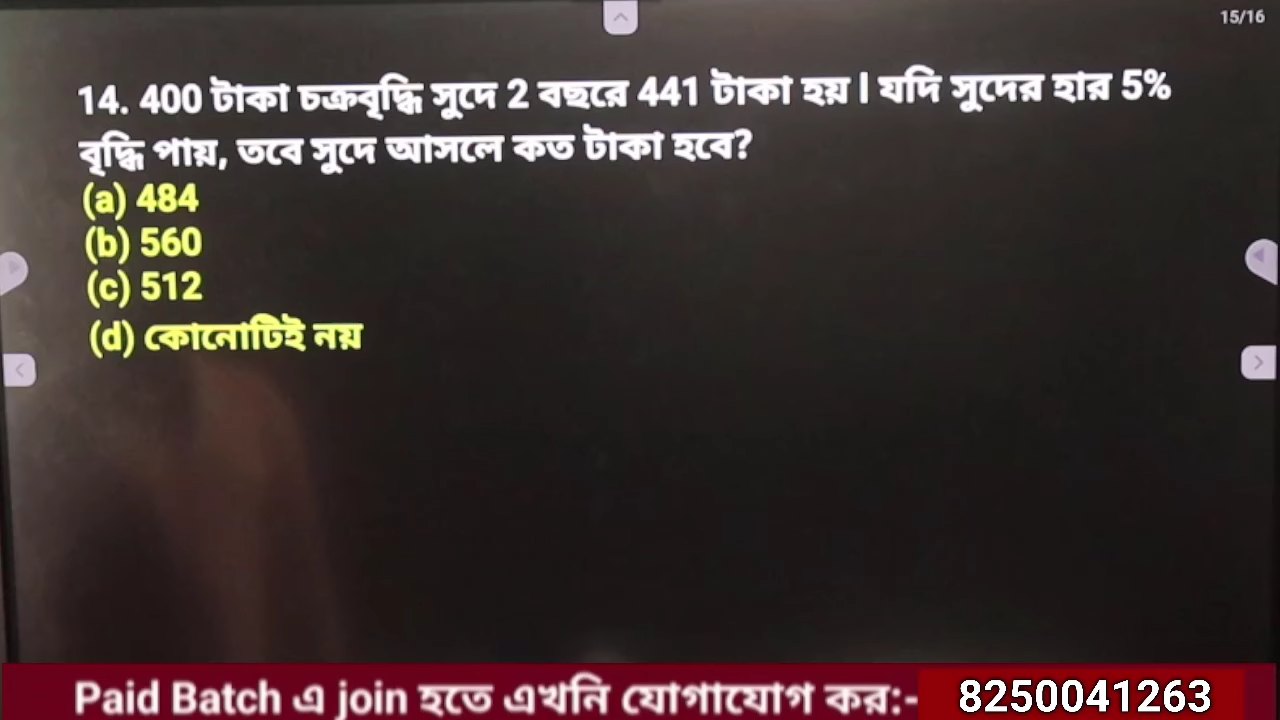 15/16
14. 400 টাকা চক্রবৃদ্ধি সুদে 2 বছরে 441 টাকা হয় l যদি সুদের হার 5%
বৃদ্ধি পায়, তবে সুদে আসলে কত টাকা হবে?
(a) 484
(b) 560
(c) 512
(d) কোনোটিই নয়
Paid Batch এ join হতে এখনি যোগাযোগ কর:- 8250041263